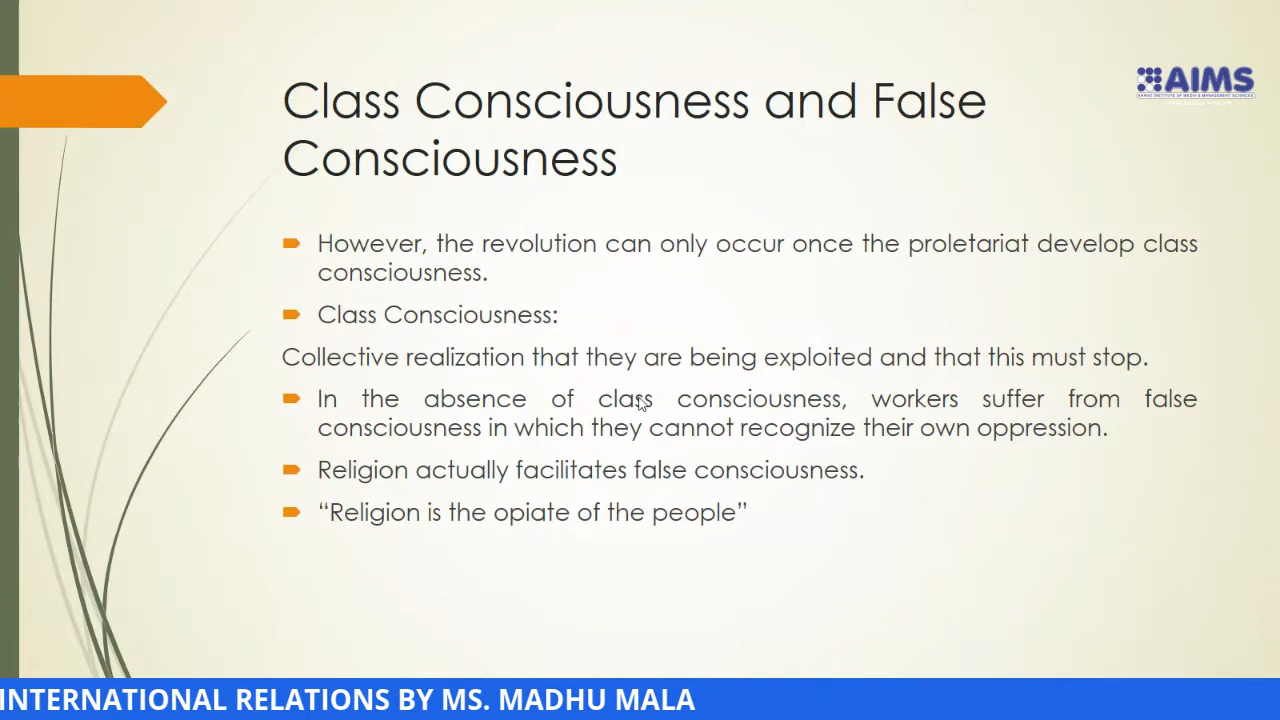 AIMS
Class Consciousness and False
Consciousness
However, the revolution can only occur once the proletariat develop class
consciousness.
Class Consciousness:
Collective realization that they are being exploited and that this must stop.
In the absence of class consciousness, workers suffer from false
consciousness in which they cannot recognize their own oppression.
Religion actually facilitates false consciousness.
“Religion is the opiate of the people”
INTERNATIONAL RELATIONS BY MS. MADHU MALA